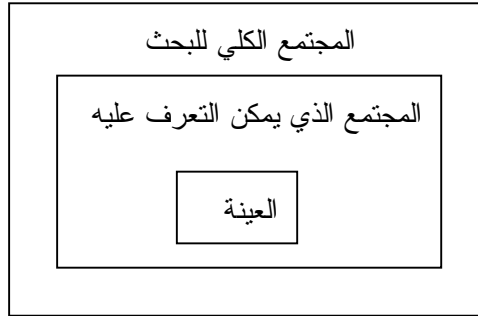 المجتمع الكلي للبحث
المجتمع الذي يمكن التعرف عليه
العينة